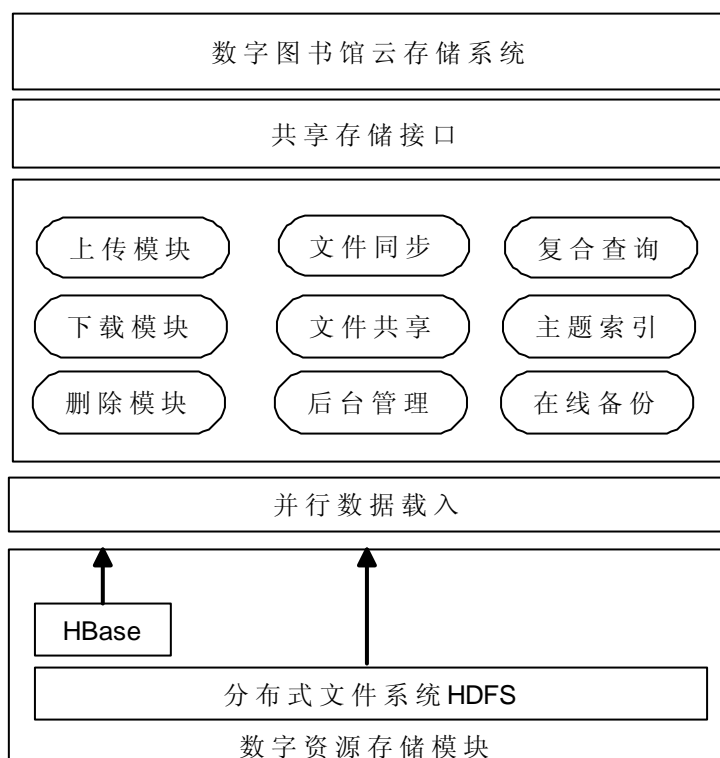 数字图书馆云存储系统
共享存储接口
上传模块 文件同步 复合查询
下载模块 文件共享 主题索引
删除模块 后台管理 在线备份
并行数据载入
HBase
分布式文件系统HDFS
数字资源存储模块